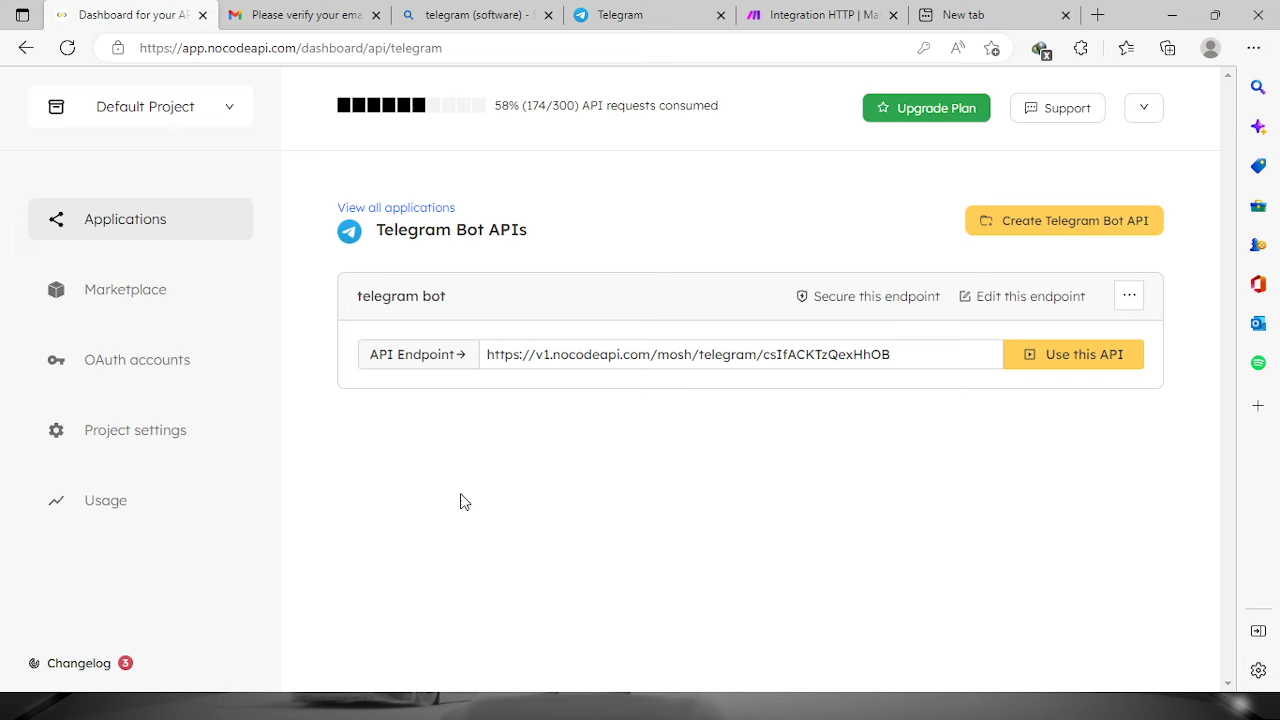 Dashboard for your AP
Please verify your ema
telegram (software) - S
Telegram
Integration HTTP | Ma
New tab
https://app.nocodeapi.com/dashboard/api/telegram
x
Default Project
58% (174/300) API requests consumed
Upgrade Plan
Support
Applications
Marketplace
OAuth accounts
Project settings
Usage
Changelog 3
View all applications
Telegram Bot APIs
Create Telegram Bot API
telegram bot
Secure this endpoint
Edit this endpoint
API Endpoint→
https://v1.nocodeapi.com/mosh/telegram/csIfACKTzQexHhOB
Use this API